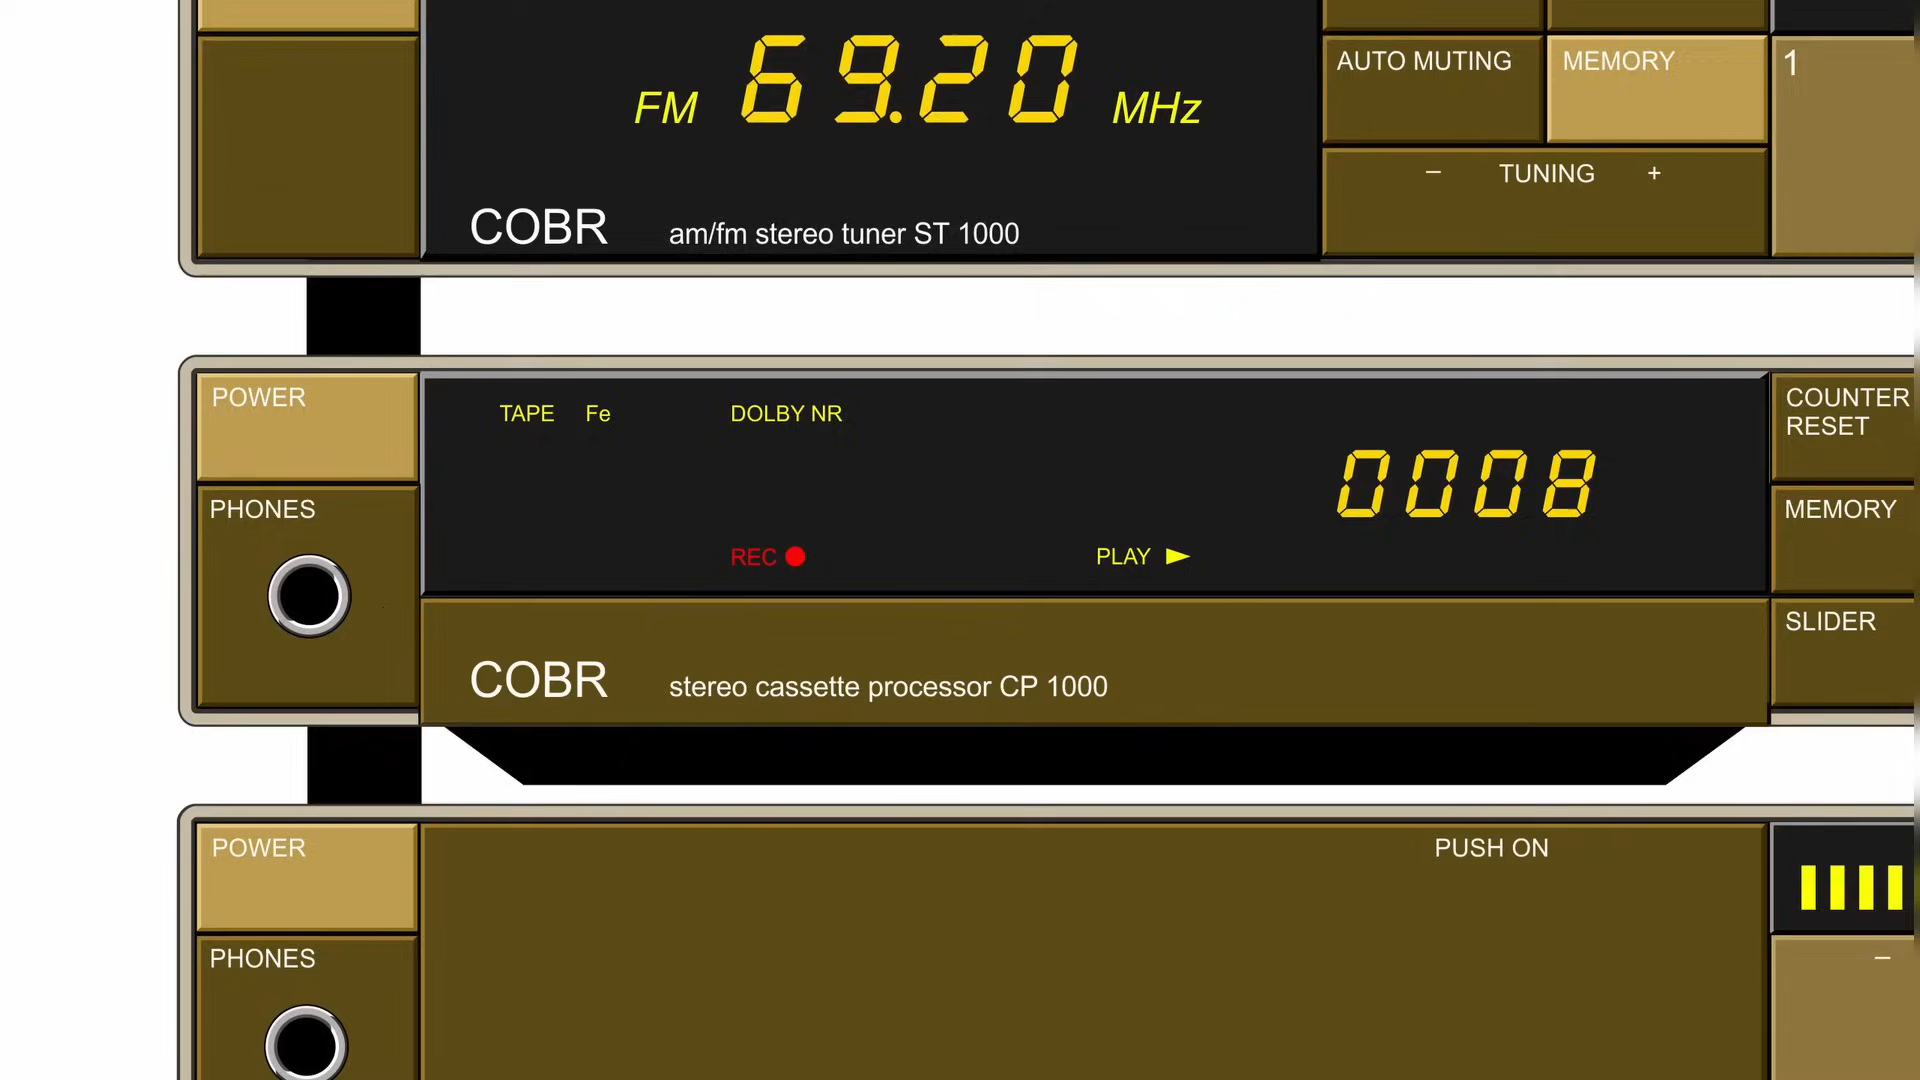 69.20
FM MHz
AUTO MUTING
MEMORY
1
− TUNING +
COBR am/fm stereo tuner ST 1000
POWER
TAPE Fe DOLBY NR
COUNTER
RESET
0008
PHONES
MEMORY
REC PLAY
SLIDER
COBR stereo cassette processor CP 1000
POWER
PUSH ON
PHONES
−